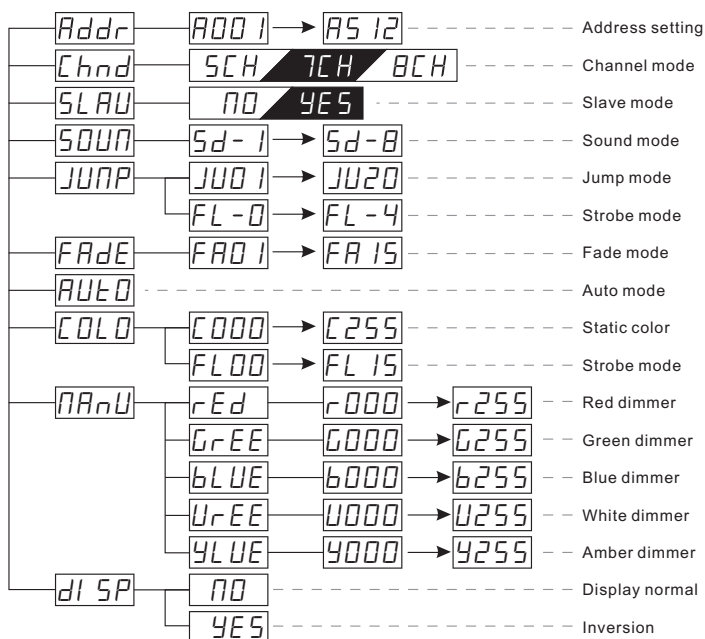 Addr A001 AS12 Address setting
Chnd 5CH 7CH 8CH Channel mode
SLAU NO YES Slave mode
SOUN Sd-1 Sd-8 Sound mode
JUNP JU01 JU20 Jump mode
FL-0 FL-4 Strobe mode
FAdE FA01 FA15 Fade mode
AUtO Auto mode
COLO C000 C255 Static color
FL00 FL15 Strobe mode
MAnU rEd r000 r255 Red dimmer
GrEE G000 G255 Green dimmer
bLUE b000 b255 Blue dimmer
UrEE U000 U255 White dimmer
YLUE Y000 Y255 Amber dimmer
dISP NO Display normal
YES Inversion